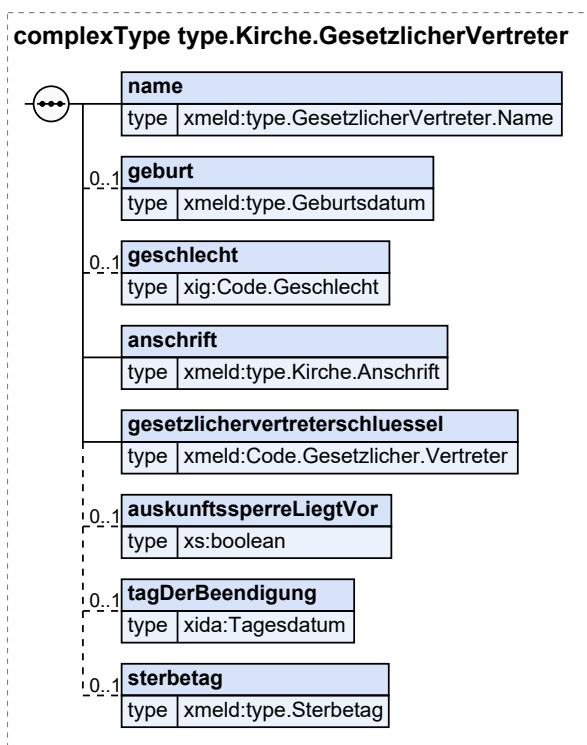 complexType type.Kirche.GesetzlicherVertreter
name
type xmeld:type.GesetzlicherVertreter.Name
0..1 geburt
type xmeld:type.Geburtsdatum
0..1 geschlecht
type xig:Code.Geschlecht
anschrift
type xmeld:type.Kirche.Anschrift
gesetzlichervertreterschluessel
type xmeld:Code.Gesetzlicher.Vertreter
0..1 auskunftssperreLiegtVor
type xs:boolean
0..1 tagDerBeendigung
type xida:Tagesdatum
0..1 sterbetag
type xmeld:type.Sterbetag